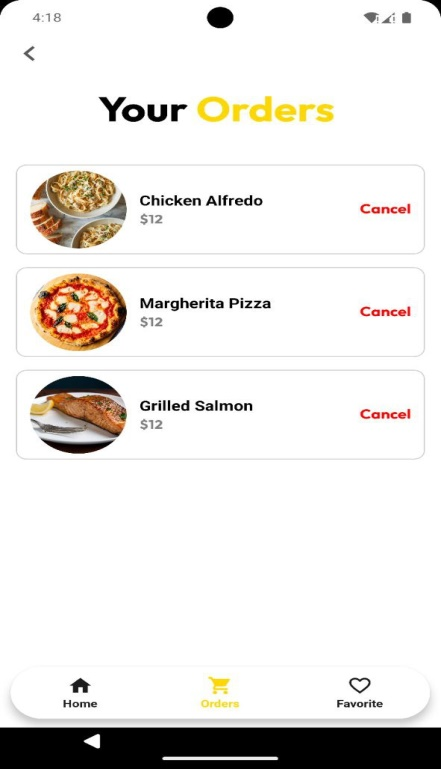 4:18
Your Orders
Chicken Alfredo
$12
Cancel
Margherita Pizza
$12
Cancel
Grilled Salmon
$12
Cancel
Home
Orders
Favorite